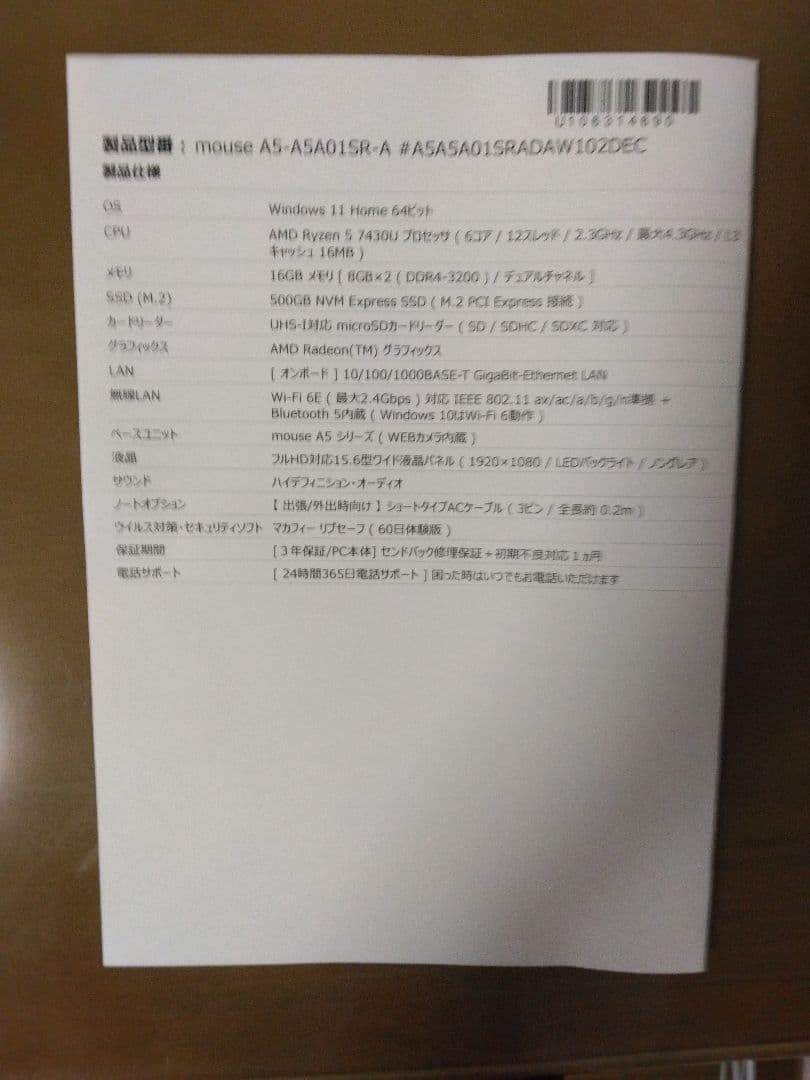 U106314895
製品型番 : mouse A5-A5A01SR-A #A5A5A01SRADAW102DEC
製品仕様
OS Windows 11 Home 64ビット
CPU AMD Ryzen 5 7430U プロセッサ ( 6コア / 12スレッド / 2.3GHz / 最大4.3GHz / L3
キャッシュ 16MB )
メモリ 16GB メモリ [ 8GB×2 ( DDR4-3200 ) / デュアルチャネル ]
SSD (M.2) 500GB NVM Express SSD ( M.2 PCI Express 接続 )
カードリーダー UHS-I対応 microSDカードリーダー ( SD / SDHC / SDXC 対応 )
グラフィックス AMD Radeon(TM) グラフィックス
LAN [ オンボード ] 10/100/1000BASE-T GigaBit-Ethernet LAN
無線LAN Wi-Fi 6E ( 最大2.4Gbps ) 対応 IEEE 802.11 ax/ac/a/b/g/n準拠 +
Bluetooth 5内蔵 ( Windows 10はWi-Fi 6動作 )
ベースユニット mouse A5 シリーズ ( WEBカメラ内蔵 )
液晶 フルHD対応15.6型ワイド液晶パネル ( 1920×1080 / LEDバックライト / ノングレア )
サウンド ハイデフィニション・オーディオ
ノートオプション 【 出張/外出時向け 】ショートタイプACケーブル ( 3ピン / 全長約 0.2m )
ウイルス対策・セキュリティソフト マカフィー リブセーフ ( 60日体験版 )
保証期間 [ 3年保証/PC本体] センドバック修理保証+初期不良対応1ヵ月
電話サポート [ 24時間365日電話サポート ] 困った時はいつでもお電話いただけます